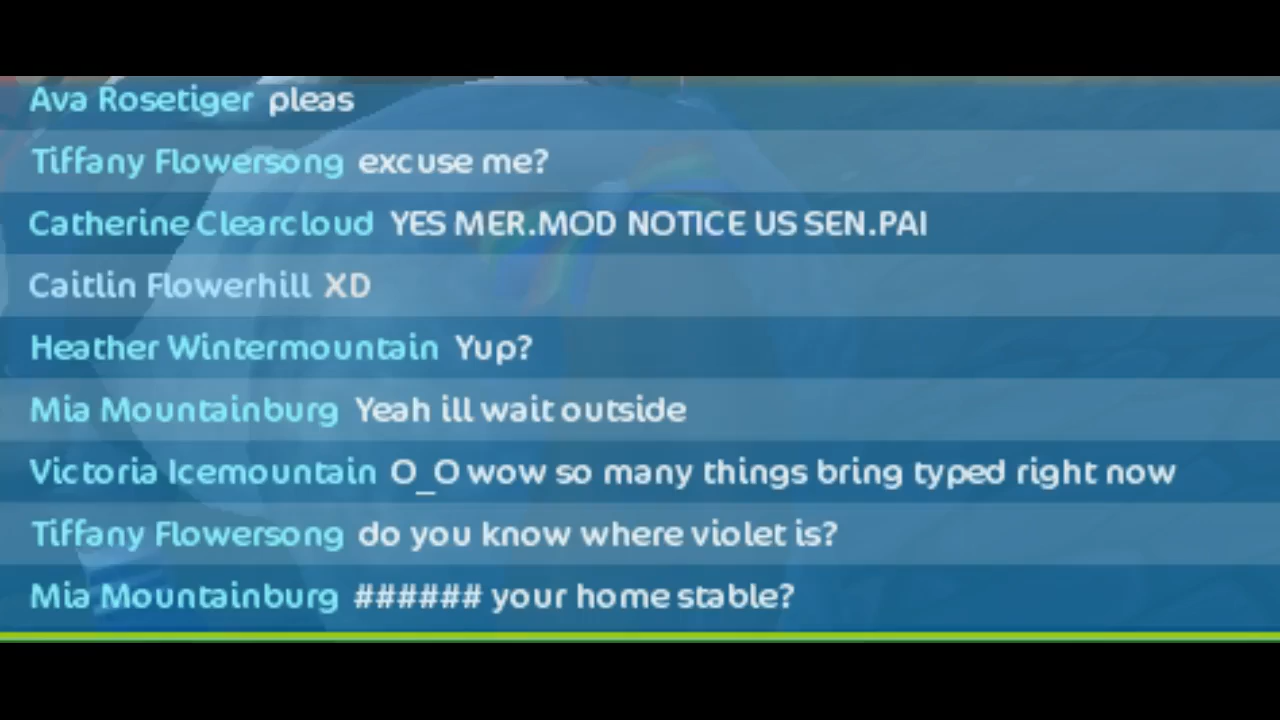 Ava Rosetiger pleas
Tiffany Flowersong excuse me?
Catherine Clearcloud YES MER.MOD NOTICE US SEN.PAI
Caitlin Flowerhill XD
Heather Wintermountain Yup?
Mia Mountainburg Yeah ill wait outside
Victoria Icemountain O_O wow so many things bring typed right now
Tiffany Flowersong do you know where violet is?
Mia Mountainburg ###### your home stable?